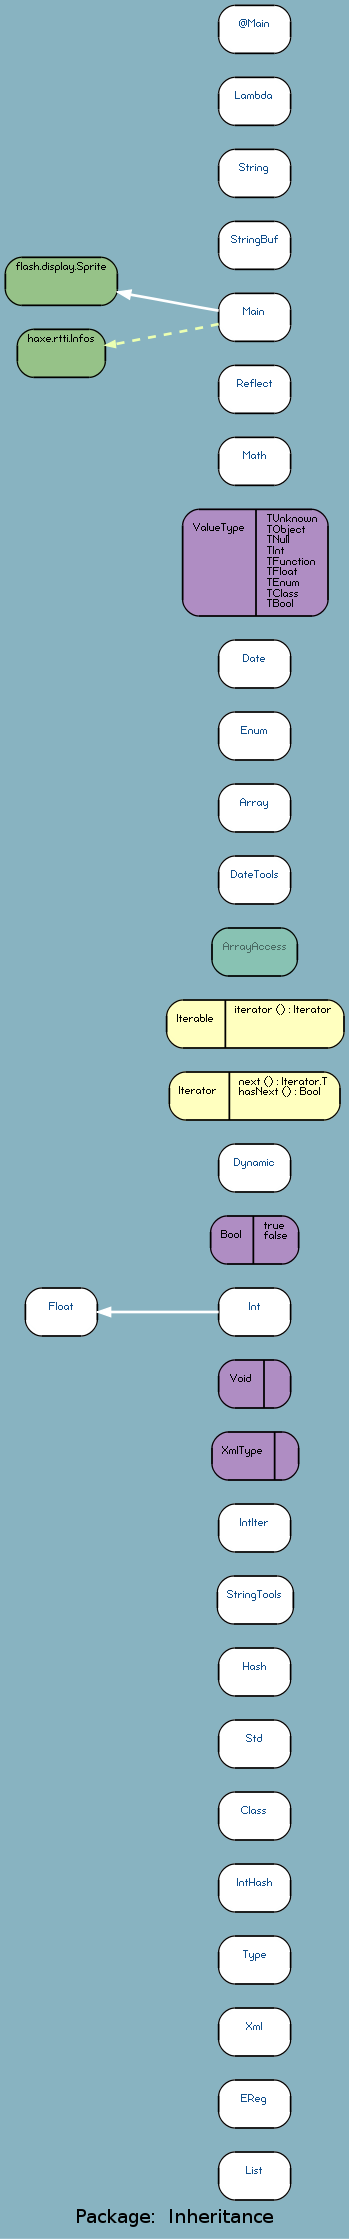 @Main
Lambda
String
StringBuf
flash.display.Sprite
Main
haxe.rtti.Infos
Reflect
Math
ValueType
TUnknown
TObject
TNull
TInt
TFunction
TFloat
TEnum
TClass
TBool
Date
Enum
Array
DateTools
ArrayAccess
Iterable
iterator () : Iterator
Iterator
next () : Iterator.T
hasNext () : Bool
Dynamic
Bool
true
false
Float
Int
Void
XmlType
IntIter
StringTools
Hash
Std
Class
IntHash
Type
Xml
EReg
List
Package: Inheritance